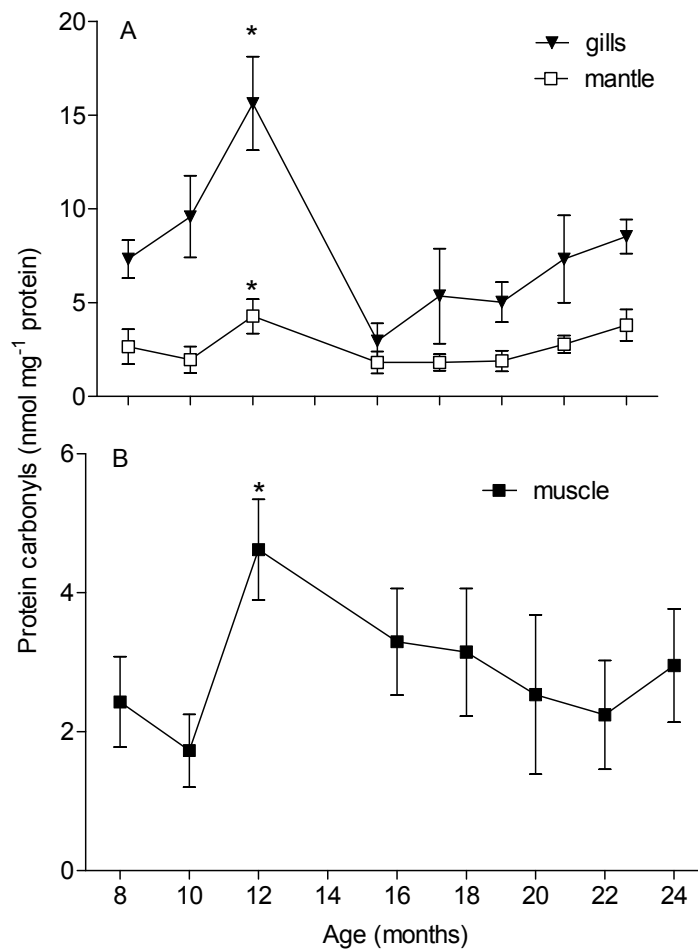 20
A
*
gills
mantle
15
10
*
5
0
Protein carbonyls (nmol mg⁻¹ protein)
6
B
*
muscle
4
2
0
8 10 12 14 16 18 20 22 24
Age (months)